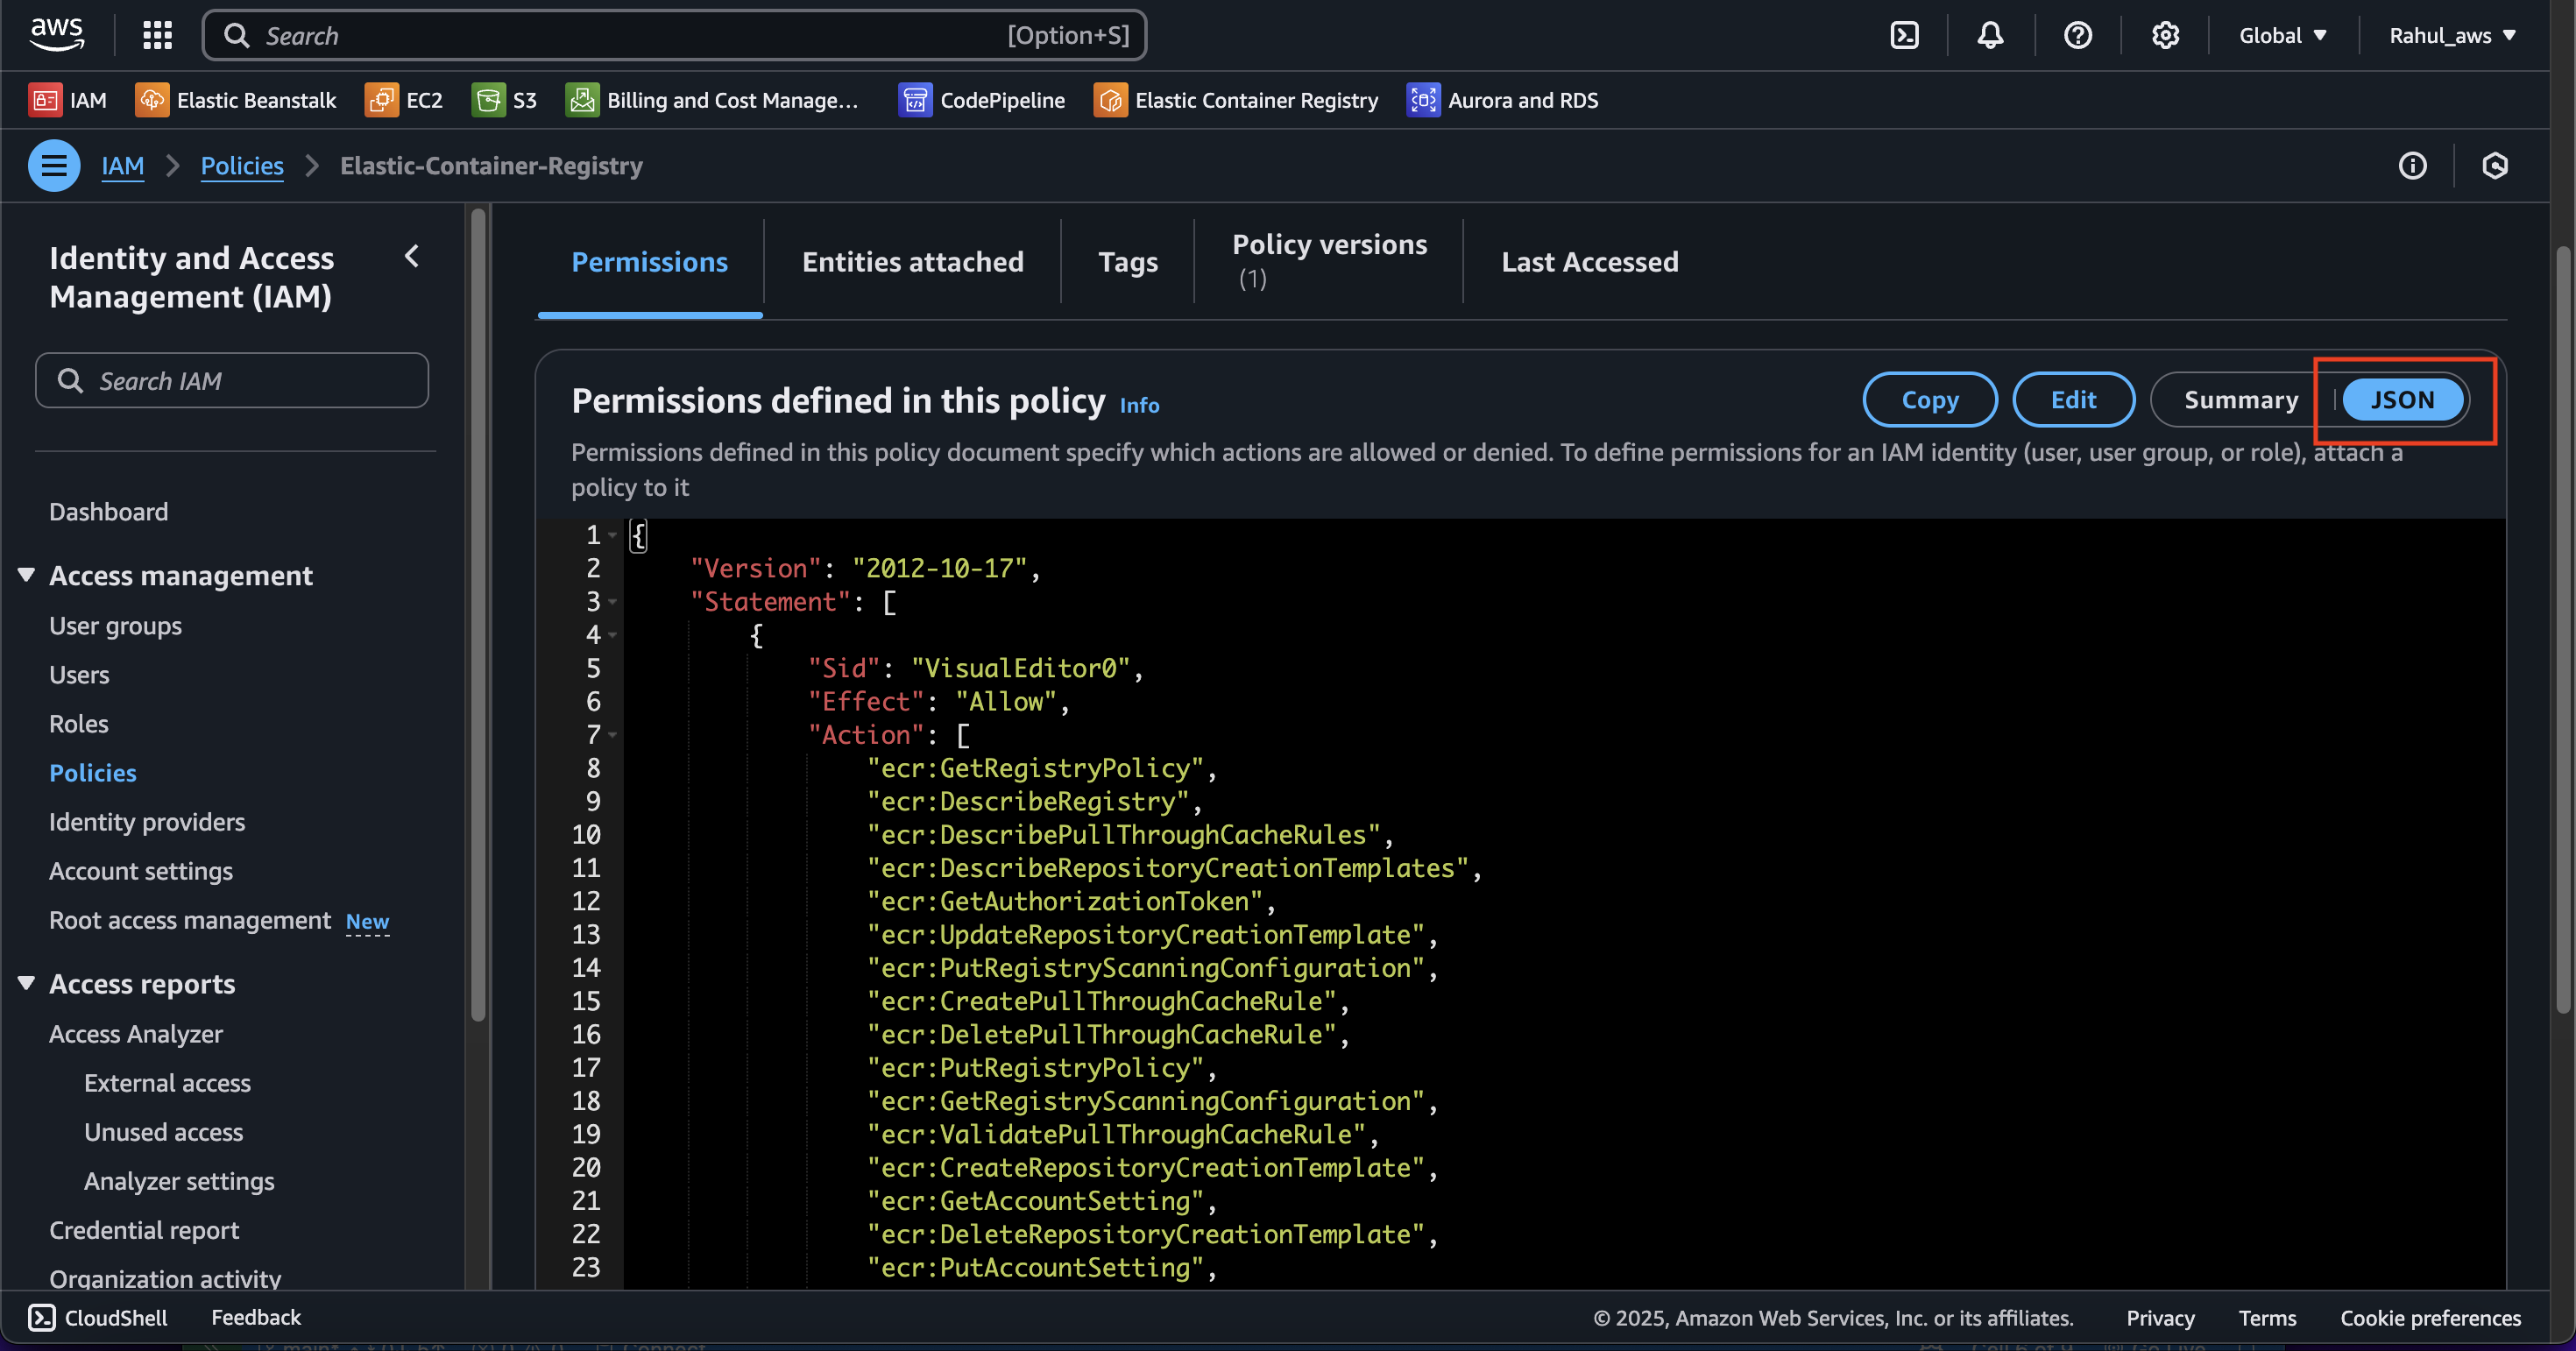 aws
Search [Option+S]
Global
Rahul_aws
IAM
Elastic Beanstalk
EC2
S3
Billing and Cost Manage...
CodePipeline
Elastic Container Registry
Aurora and RDS
IAM > Policies > Elastic-Container-Registry
Identity and Access
Management (IAM)
Search IAM
Dashboard
Access management
User groups
Users
Roles
Policies
Identity providers
Account settings
Root access management New
Access reports
Access Analyzer
External access
Unused access
Analyzer settings
Credential report
Organization activity
Permissions
Entities attached
Tags
Policy versions
(1)
Last Accessed
Permissions defined in this policy Info
Copy
Edit
Summary
JSON
Permissions defined in this policy document specify which actions are allowed or denied. To define permissions for an IAM identity (user, user group, or role), attach a
policy to it
1 {
2 "Version": "2012-10-17",
3 "Statement": [
4 {
5 "Sid": "VisualEditor0",
6 "Effect": "Allow",
7 "Action": [
8 "ecr:GetRegistryPolicy",
9 "ecr:DescribeRegistry",
10 "ecr:DescribePullThroughCacheRules",
11 "ecr:DescribeRepositoryCreationTemplates",
12 "ecr:GetAuthorizationToken",
13 "ecr:UpdateRepositoryCreationTemplate",
14 "ecr:PutRegistryScanningConfiguration",
15 "ecr:CreatePullThroughCacheRule",
16 "ecr:DeletePullThroughCacheRule",
17 "ecr:PutRegistryPolicy",
18 "ecr:GetRegistryScanningConfiguration",
19 "ecr:ValidatePullThroughCacheRule",
20 "ecr:CreateRepositoryCreationTemplate",
21 "ecr:GetAccountSetting",
22 "ecr:DeleteRepositoryCreationTemplate",
23 "ecr:PutAccountSetting",
CloudShell
Feedback
© 2025, Amazon Web Services, Inc. or its affiliates.
Privacy
Terms
Cookie preferences